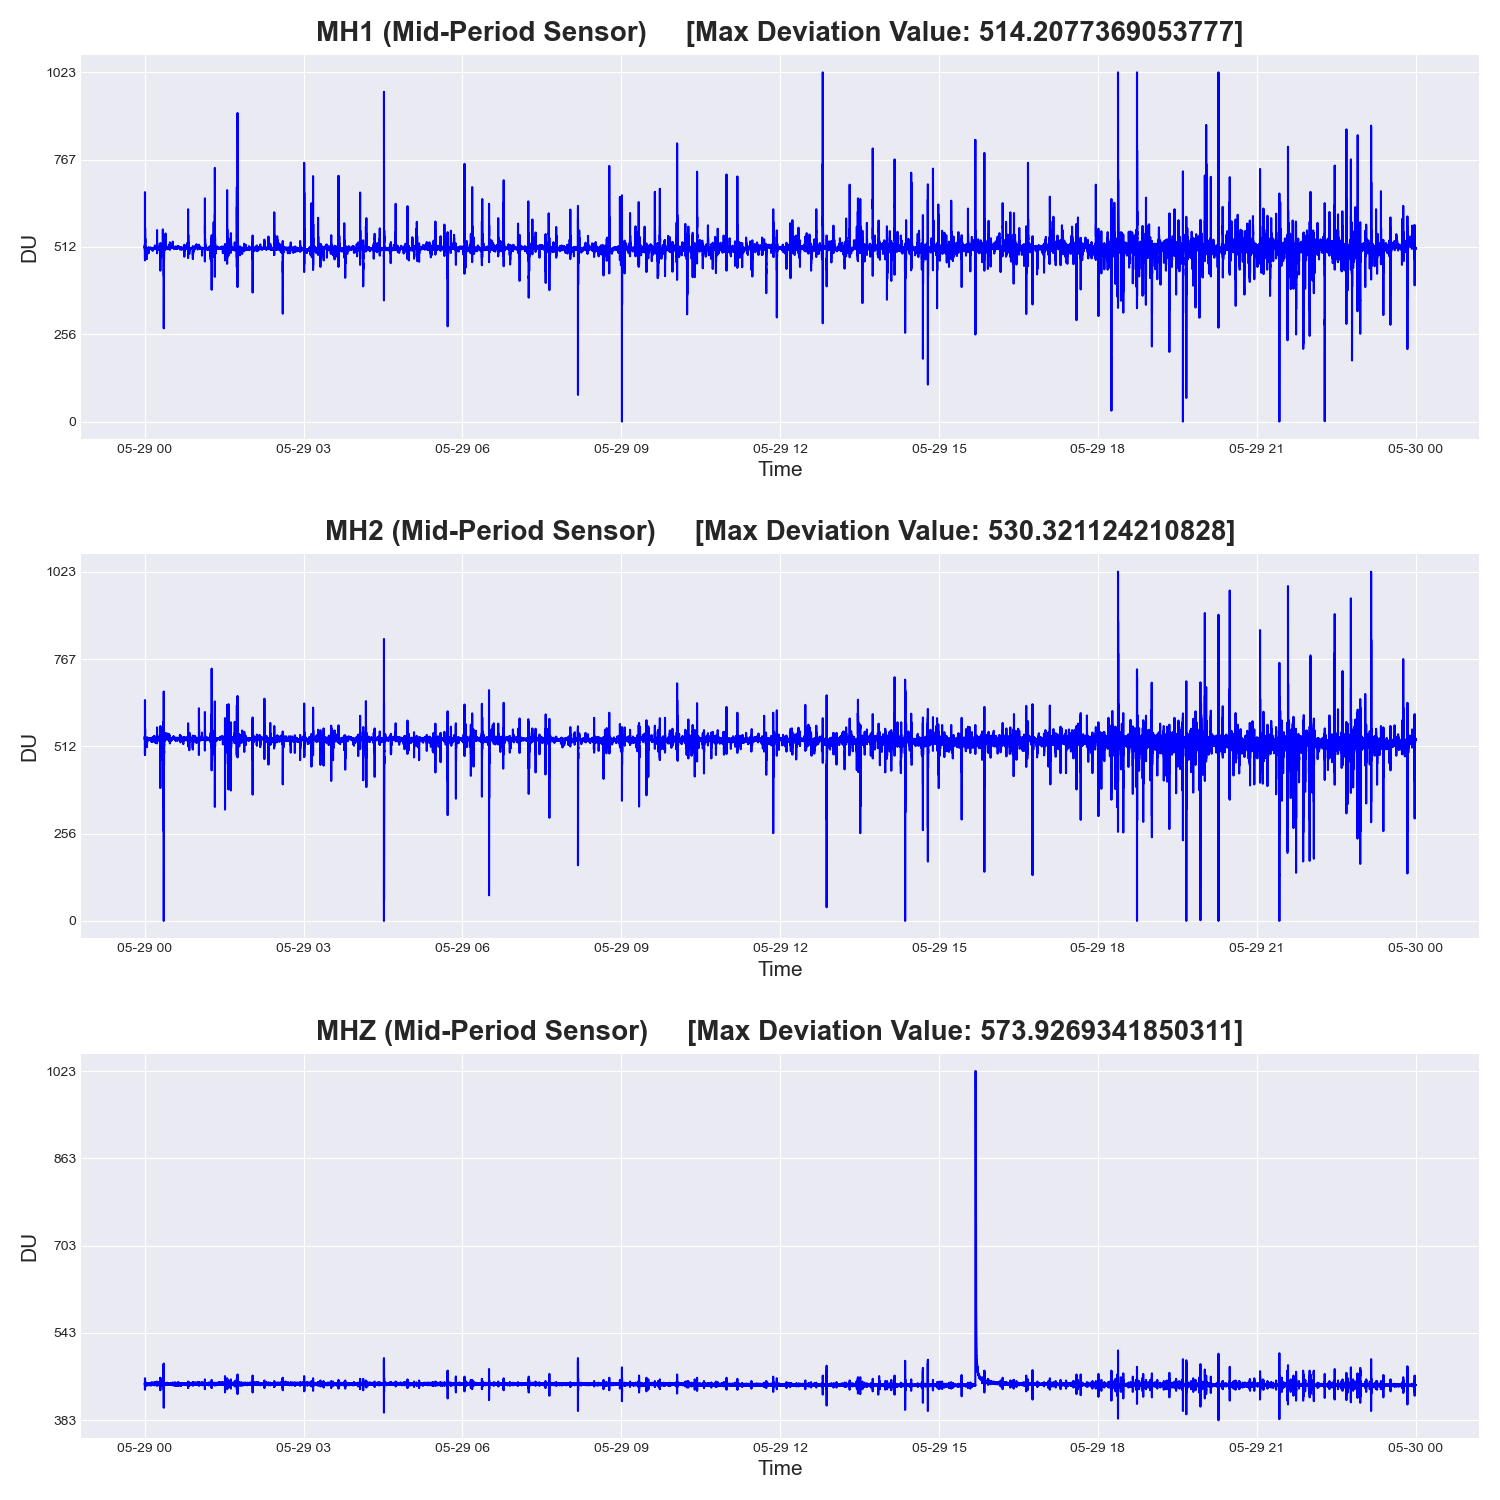 MH1 (Mid-Period Sensor) [Max Deviation Value: 514.2077369053777]
1023
767
512
256
0
DU
05-29 00 05-29 03 05-29 06 05-29 09 05-29 12 05-29 15 05-29 18 05-29 21 05-30 00
Time
MH2 (Mid-Period Sensor) [Max Deviation Value: 530.321124210828]
1023
767
512
256
0
DU
05-29 00 05-29 03 05-29 06 05-29 09 05-29 12 05-29 15 05-29 18 05-29 21 05-30 00
Time
MHZ (Mid-Period Sensor) [Max Deviation Value: 573.9269341850311]
1023
863
703
543
383
DU
05-29 00 05-29 03 05-29 06 05-29 09 05-29 12 05-29 15 05-29 18 05-29 21 05-30 00
Time